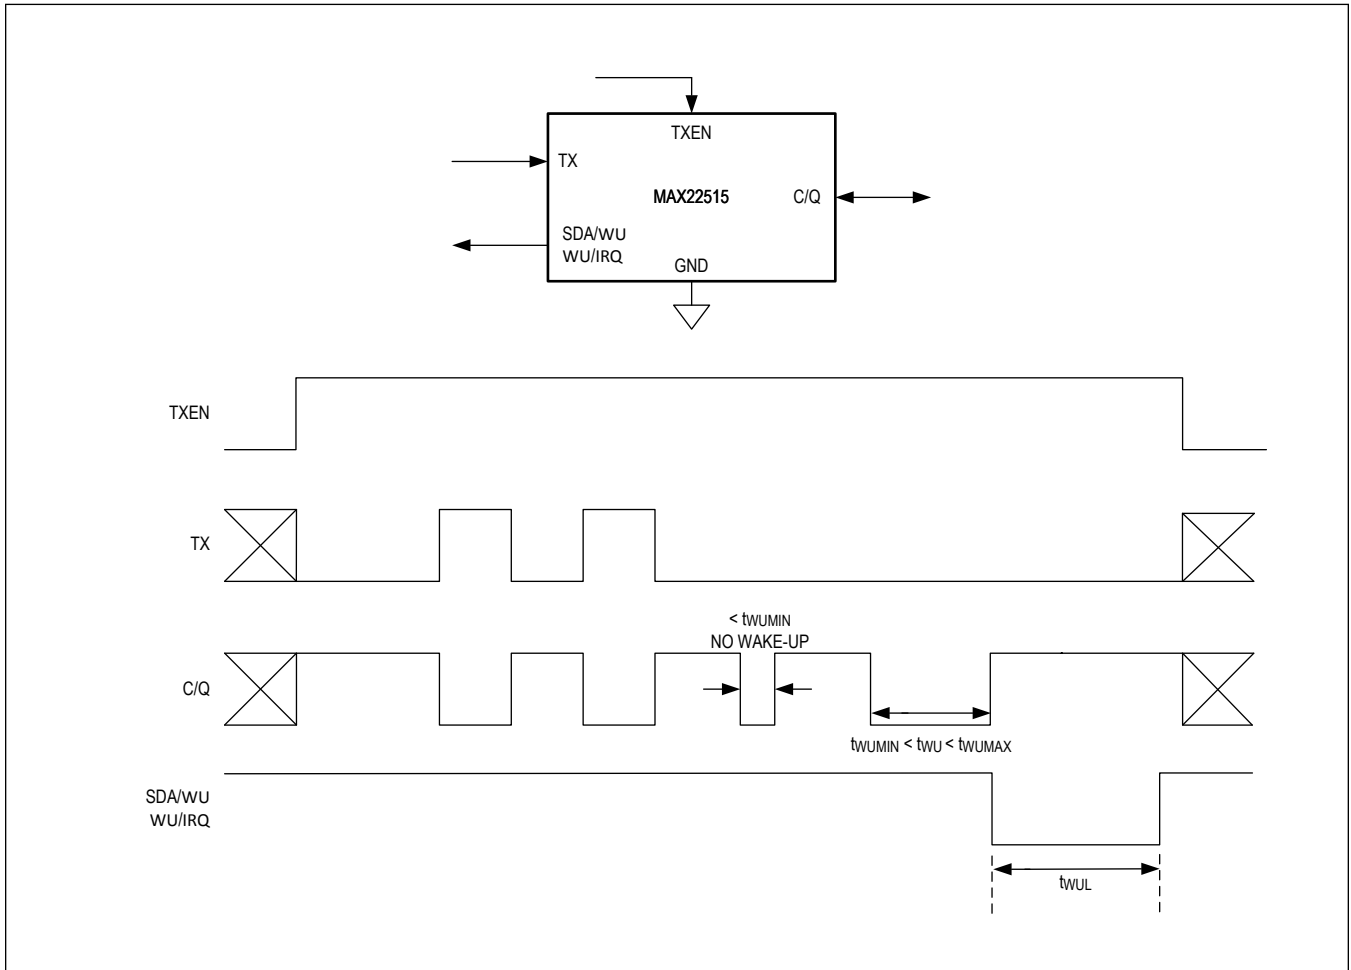 TXEN
TX
MAX22515
C/Q
SDA/WU
WU/IRQ
GND
TXEN
TX
< tWUMIN
NO WAKE-UP
C/Q
tWUMIN < tWU < tWUMAX
SDA/WU
WU/IRQ
tWUL